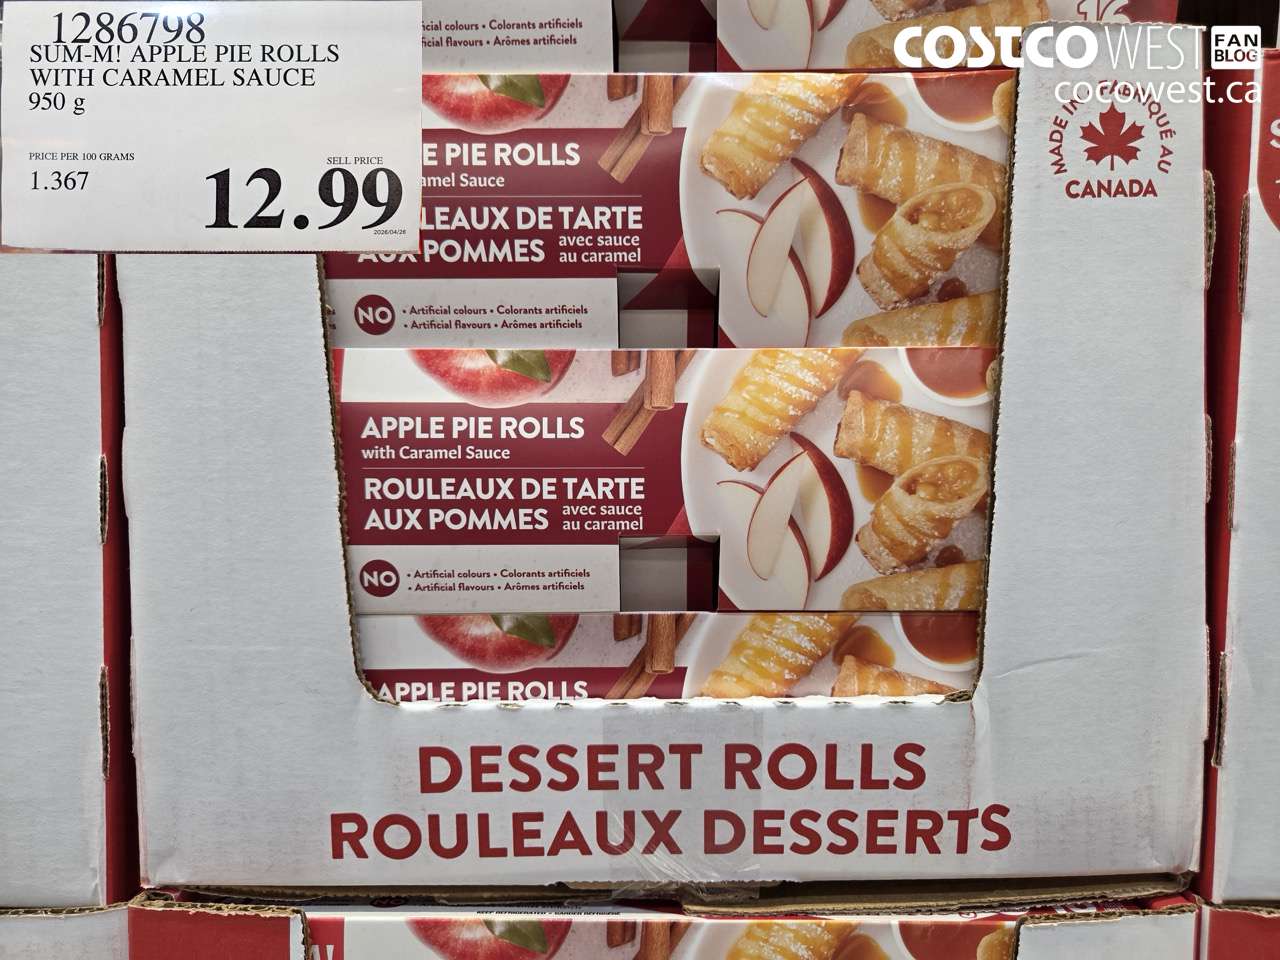 1286798
SUM-M! APPLE PIE ROLLS
WITH CARAMEL SAUCE
950 g
PRICE PER 100 GRAMS
1.367
SELL PRICE
12.99
2026/04/26
icial colours • Colorants artificiels
icial flavours • Arômes artificiels
16
COSTCO WEST FAN BLOG
cocowest.ca
MADE IN • FABRIQUÉ AU
CANADA
E PIE ROLLS
amel Sauce
LEAUX DE TARTE
AUX POMMES avec sauce
au caramel
NO • Artificial colours • Colorants artificiels
• Artificial flavours • Arômes artificiels
APPLE PIE ROLLS
with Caramel Sauce
ROULEAUX DE TARTE
AUX POMMES avec sauce
au caramel
NO • Artificial colours • Colorants artificiels
• Artificial flavours • Arômes artificiels
APPLE PIE ROLLS
DESSERT ROLLS
ROULEAUX DESSERTS